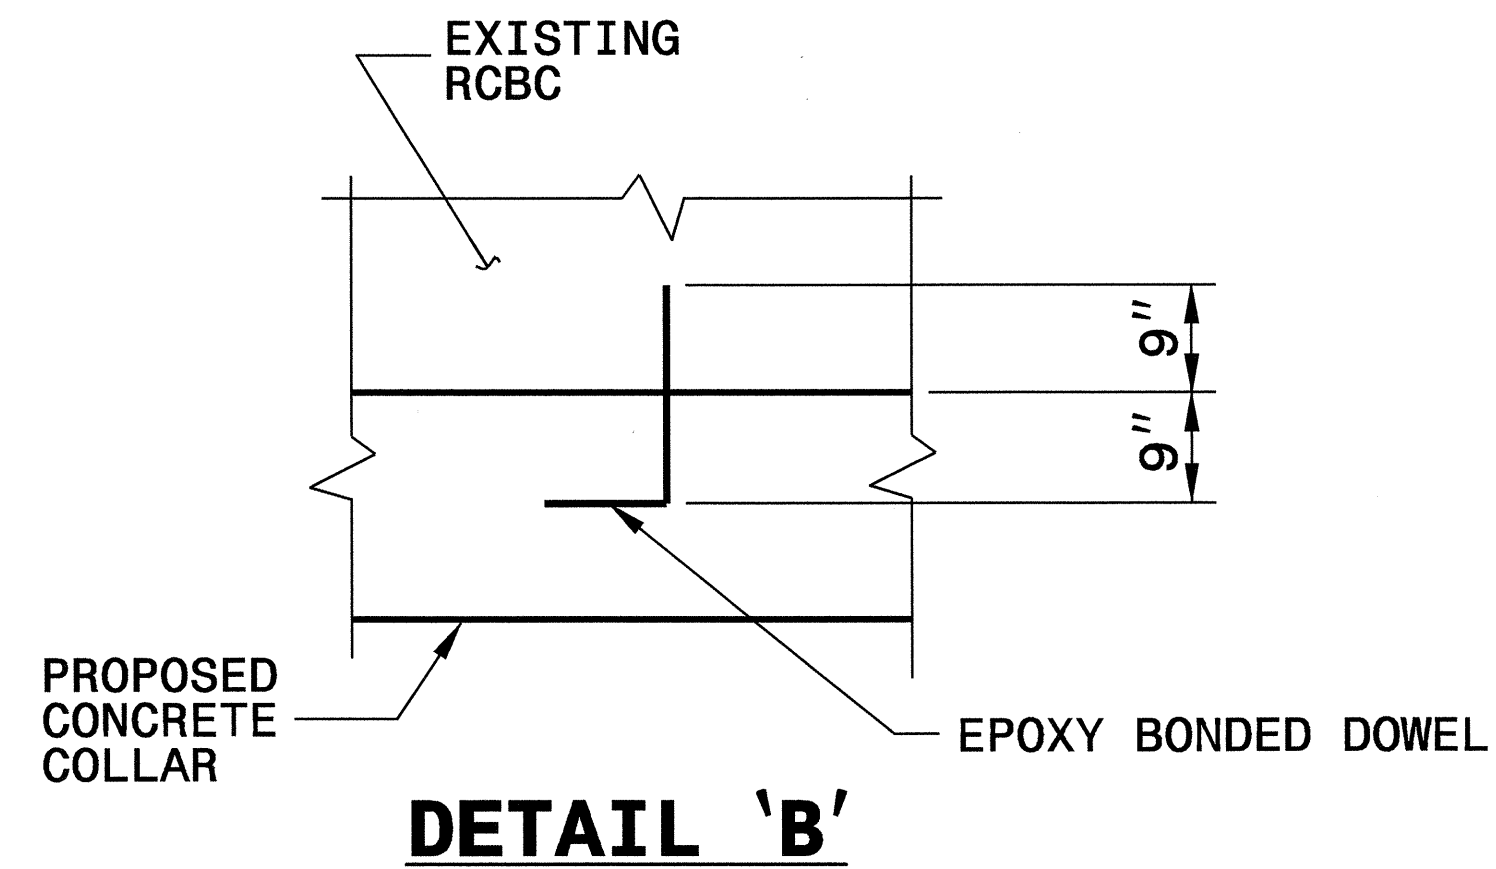 EXISTING
RCBC
9"
9"
PROPOSED
CONCRETE
COLLAR
EPOXY BONDED DOWEL
DETAIL 'B'